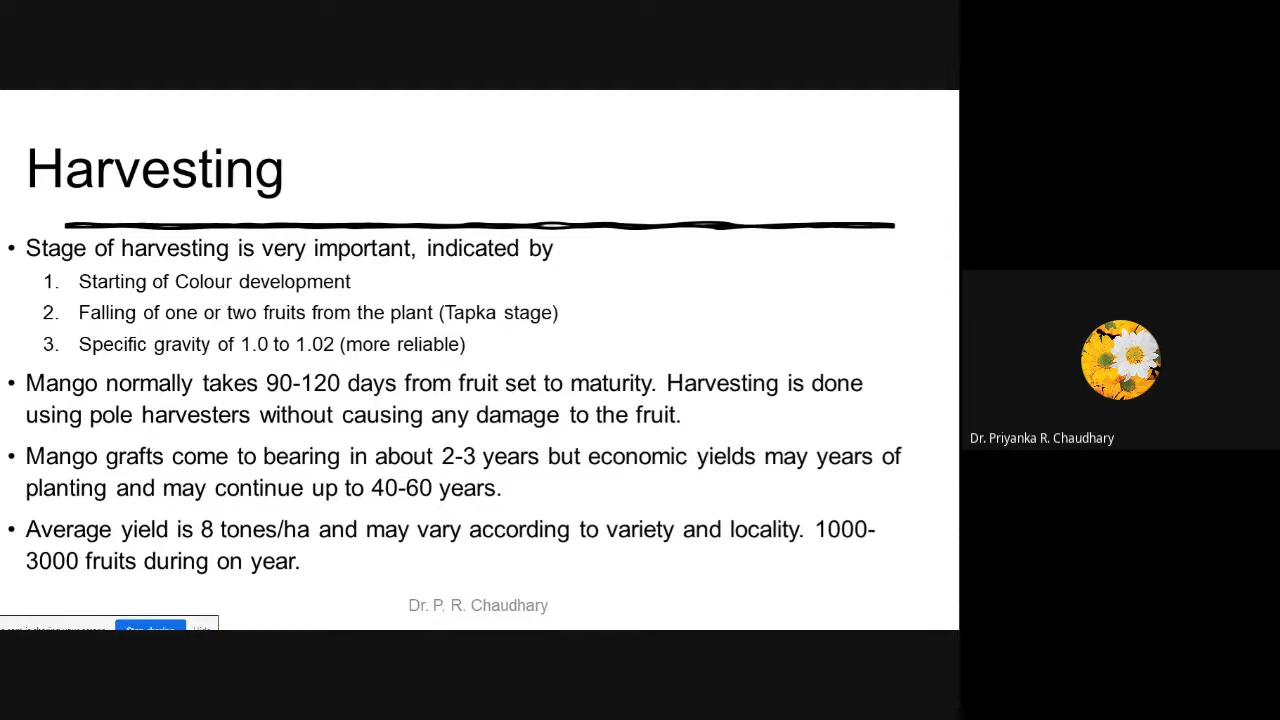 Harvesting
• Stage of harvesting is very important, indicated by
1. Starting of Colour development
2. Falling of one or two fruits from the plant (Tapka stage)
3. Specific gravity of 1.0 to 1.02 (more reliable)
• Mango normally takes 90-120 days from fruit set to maturity. Harvesting is done
using pole harvesters without causing any damage to the fruit.
• Mango grafts come to bearing in about 2-3 years but economic yields may years of
planting and may continue up to 40-60 years.
• Average yield is 8 tones/ha and may vary according to variety and locality. 1000-
3000 fruits during on year.
Dr. P. R. Chaudhary
Dr. Priyanka R. Chaudhary